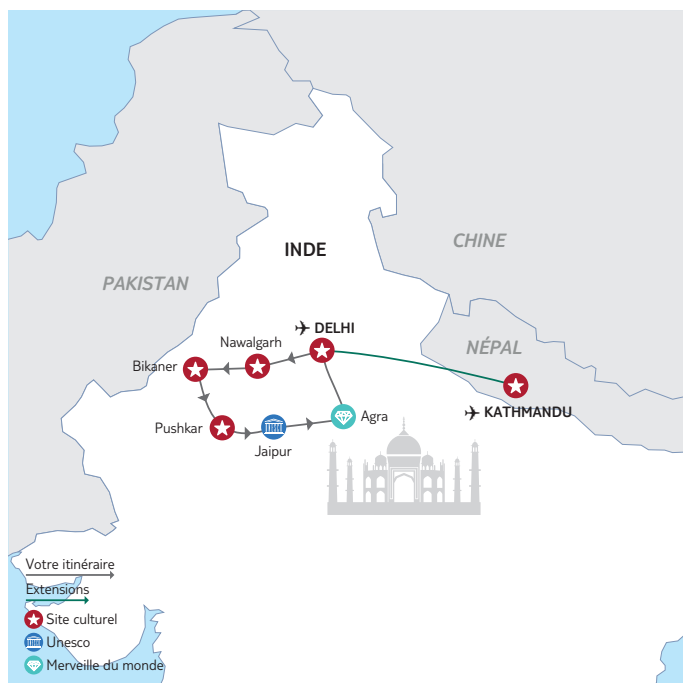 CHINE
INDE
PAKISTAN
DELHI
Nawalgarh
NÉPAL
Bikaner
KATHMANDU
Agra
Pushkar
Jaipur
Votre itinéraire
Extensions
Site culturel
Unesco
Merveille du monde